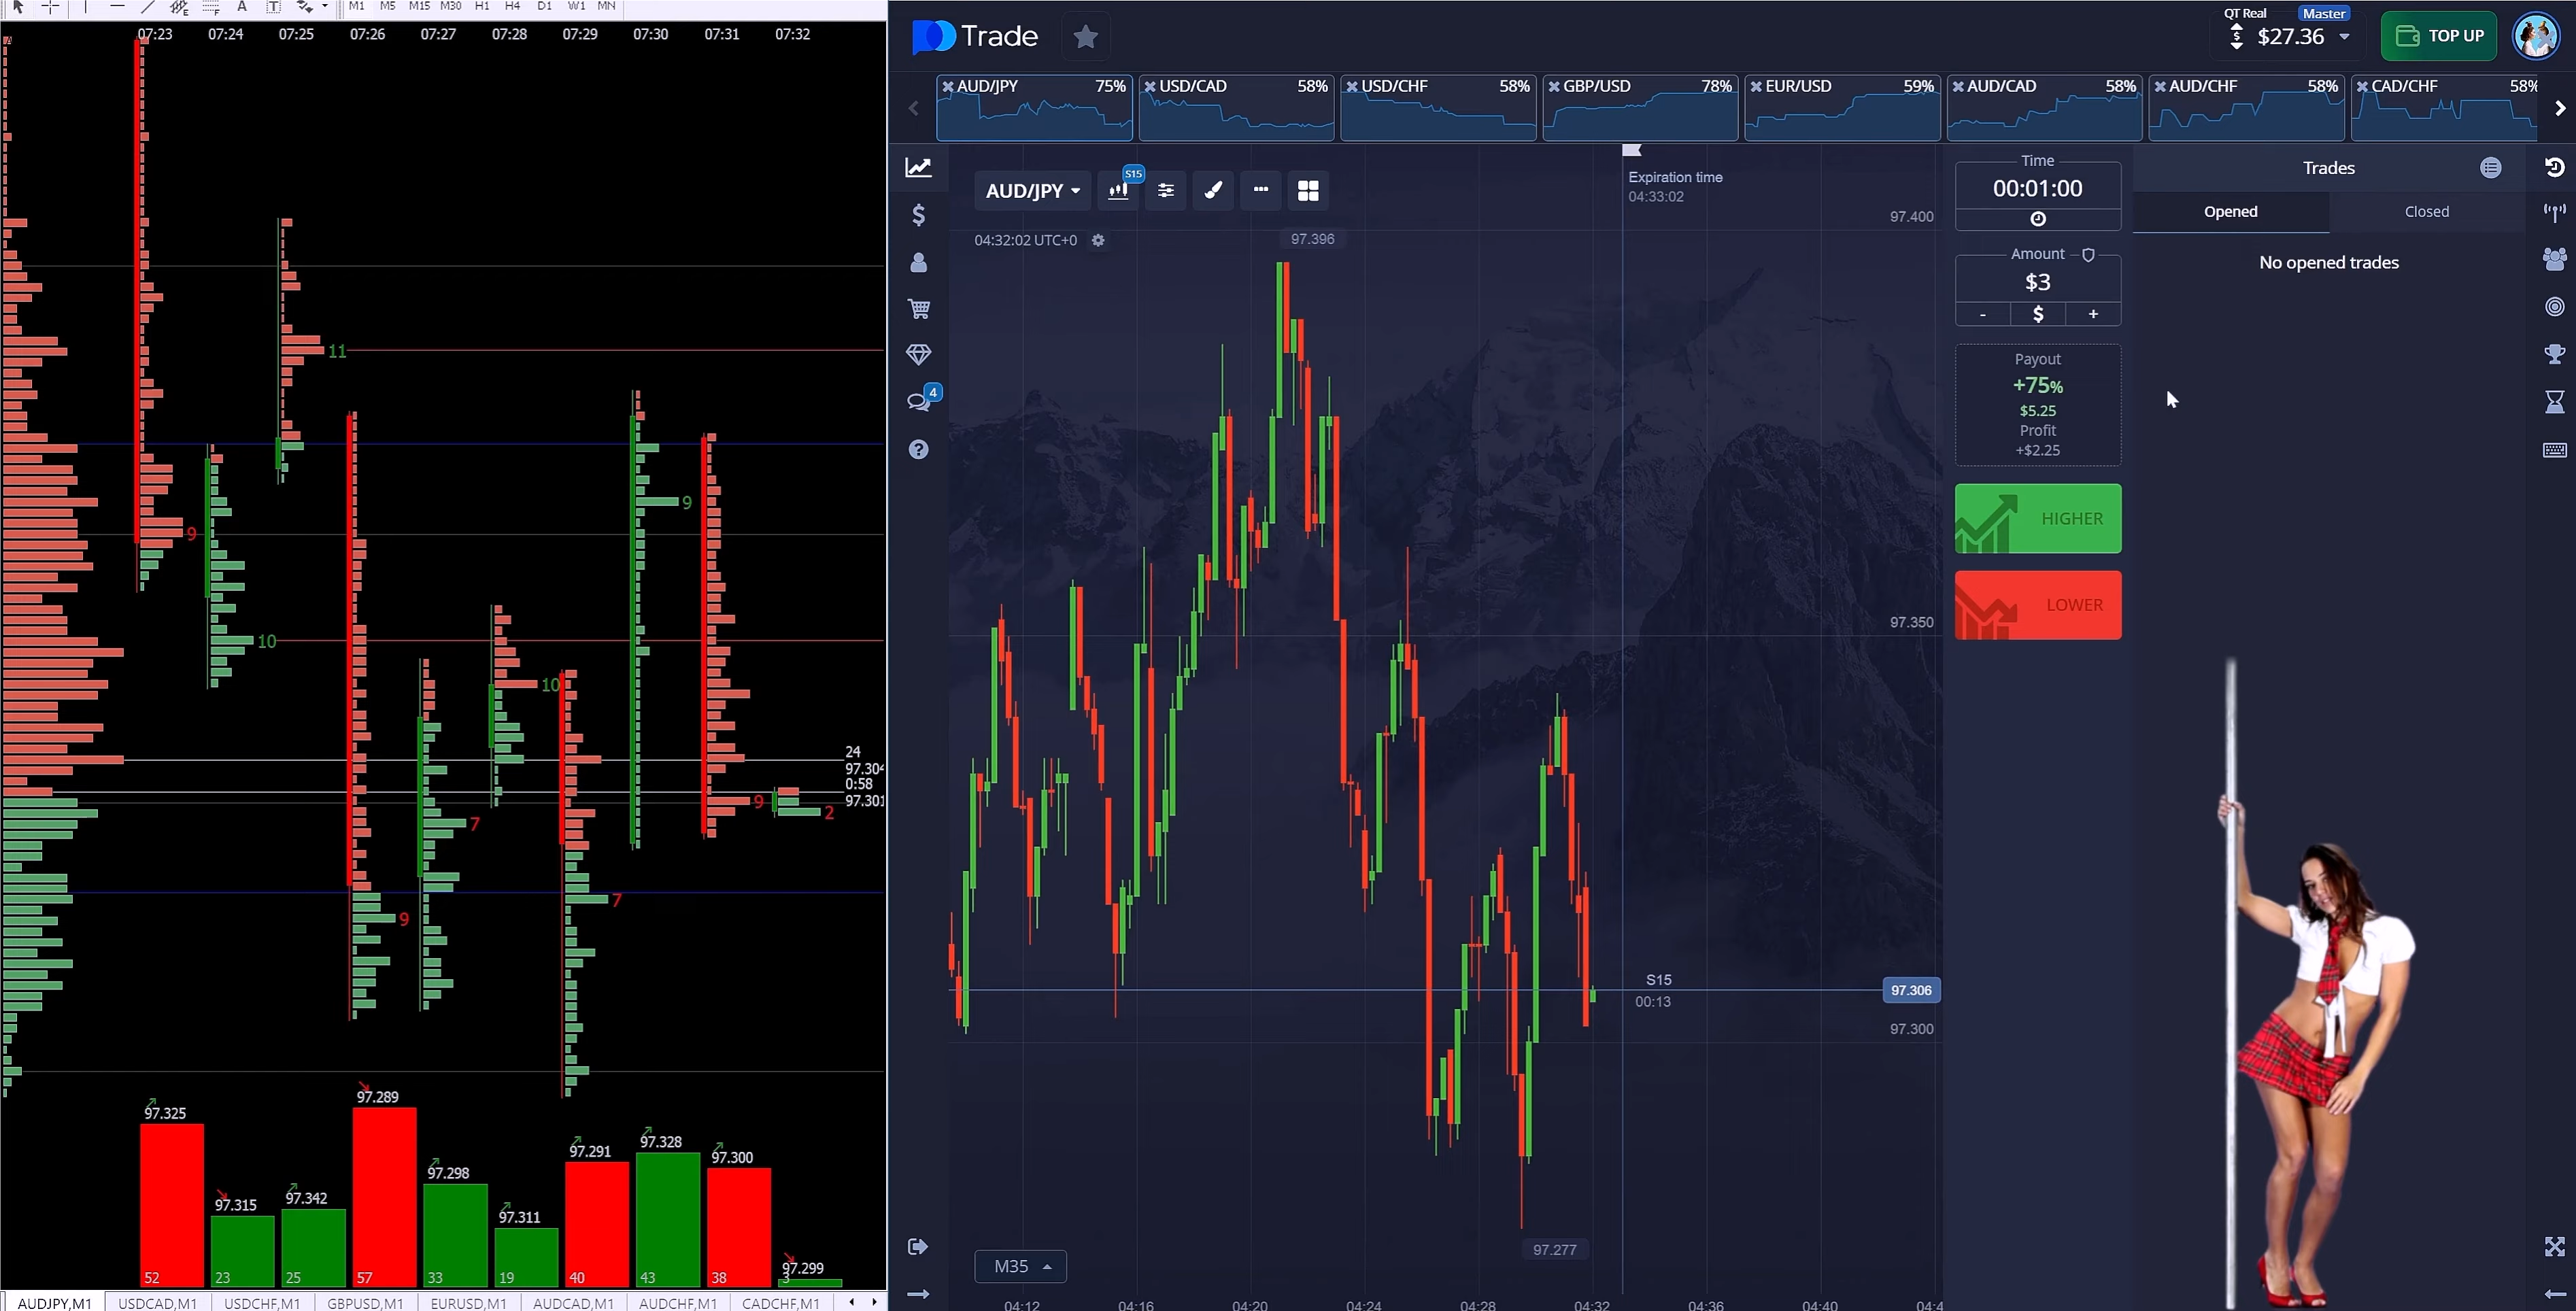 M1 M5 M15 M30 H1 H4 D1 W1 MN
07:23 07:24 07:25 07:26 07:27 07:28 07:29 07:30 07:31 07:32
11
9
10
9
7
10
7
9
9
2
24
97.304
0:58
97.301
97.325
97.315
97.342
97.289
97.298
97.311
97.291
97.328
97.300
97.299
52 23 25 57 33 19 40 43 38 3
AUDJPY,M1 USDCAD,M1 USDCHF,M1 GBPUSD,M1 EURUSD,M1 AUDCAD,M1 AUDCHF,M1 CADCHF,M1
Trade
QT Real Master
$27.36
TOP UP
AUD/JPY 75%
USD/CAD 58%
USD/CHF 58%
GBP/USD 78%
EUR/USD 59%
AUD/CAD 58%
AUD/CHF 58%
CAD/CHF 58%
4
AUD/JPY
S15
04:32:02 UTC+0
Expiration time
04:33:02
97.396
97.400
97.350
S15
00:13
97.306
97.300
97.277
M35
04:12 04:16 04:20 04:24 04:28 04:32 04:36 04:40 04:4
Time
00:01:00
Amount
$3
- $ +
Payout
+75%
$5.25
Profit
+$2.25
HIGHER
LOWER
Trades
Opened Closed
No opened trades